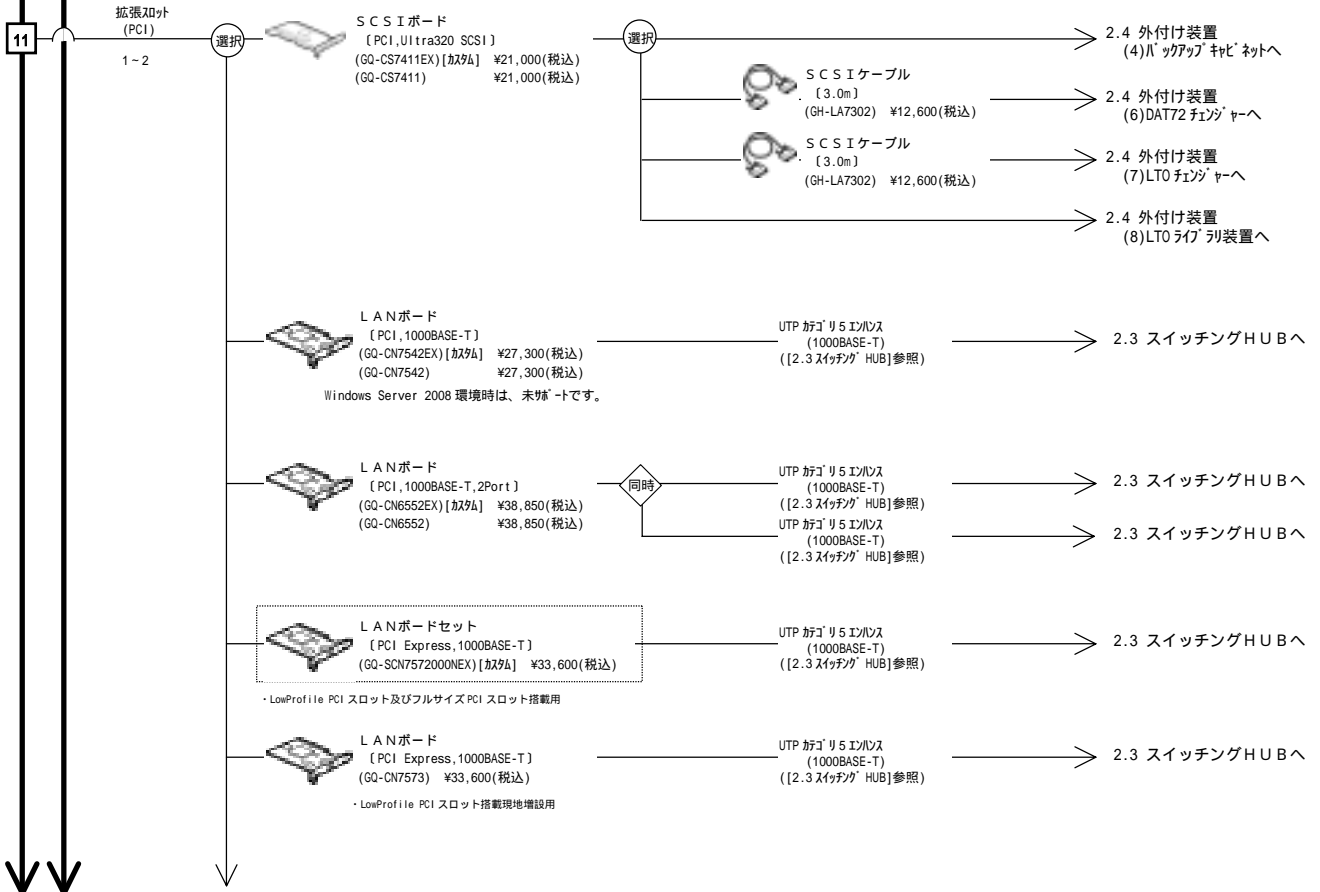 11
拡張ｽﾛｯﾄ
(PCI)
1～2
選択
ＳＣＳＩボード
〔PCI,Ultra320 SCSI〕
(GQ-CS7411EX)[ｶｽﾀﾑ] ¥21,000(税込)
(GQ-CS7411) ¥21,000(税込)
選択
2.4 外付け装置
(4)ﾊﾞｯｸｱｯﾌﾟｷｬﾋﾞﾈｯﾄへ
ＳＣＳＩケーブル
〔3.0m〕
(GH-LA7302) ¥12,600(税込)
2.4 外付け装置
(6)DAT72 ﾁｪﾝｼﾞｬｰへ
ＳＣＳＩケーブル
〔3.0m〕
(GH-LA7302) ¥12,600(税込)
2.4 外付け装置
(7)LTO ﾁｪﾝｼﾞｬｰへ
2.4 外付け装置
(8)LTO ﾗｲﾌﾞﾗﾘ装置へ
ＬＡＮボード
〔PCI,1000BASE-T〕
(GQ-CN7542EX)[ｶｽﾀﾑ] ¥27,300(税込)
(GQ-CN7542) ¥27,300(税込)
Windows Server 2008 環境時は、未ｻﾎﾟｰﾄです。
UTP ｶﾃｺﾞﾘ 5 ｴﾝﾊﾝｽ
(1000BASE-T)
([2.3 ｽｲｯﾁﾝｸﾞ HUB]参照)
2.3 スイッチングＨＵＢへ
ＬＡＮボード
〔PCI,1000BASE-T,2Port〕
(GQ-CN6552EX)[ｶｽﾀﾑ] ¥38,850(税込)
(GQ-CN6552) ¥38,850(税込)
同時
UTP ｶﾃｺﾞﾘ 5 ｴﾝﾊﾝｽ
(1000BASE-T)
([2.3 ｽｲｯﾁﾝｸﾞ HUB]参照)
2.3 スイッチングＨＵＢへ
UTP ｶﾃｺﾞﾘ 5 ｴﾝﾊﾝｽ
(1000BASE-T)
([2.3 ｽｲｯﾁﾝｸﾞ HUB]参照)
2.3 スイッチングＨＵＢへ
ＬＡＮボードセット
〔PCI Express,1000BASE-T〕
(GQ-SCN7572000NEX)[ｶｽﾀﾑ] ¥33,600(税込)
・LowProfile PCI スロット及びフルサイズ PCI スロット搭載用
UTP ｶﾃｺﾞﾘ 5 ｴﾝﾊﾝｽ
(1000BASE-T)
([2.3 ｽｲｯﾁﾝｸﾞ HUB]参照)
2.3 スイッチングＨＵＢへ
ＬＡＮボード
〔PCI Express,1000BASE-T〕
(GQ-CN7573) ¥33,600(税込)
・LowProfile PCI スロット搭載現地増設用
UTP ｶﾃｺﾞﾘ 5 ｴﾝﾊﾝｽ
(1000BASE-T)
([2.3 ｽｲｯﾁﾝｸﾞ HUB]参照)
2.3 スイッチングＨＵＢへ